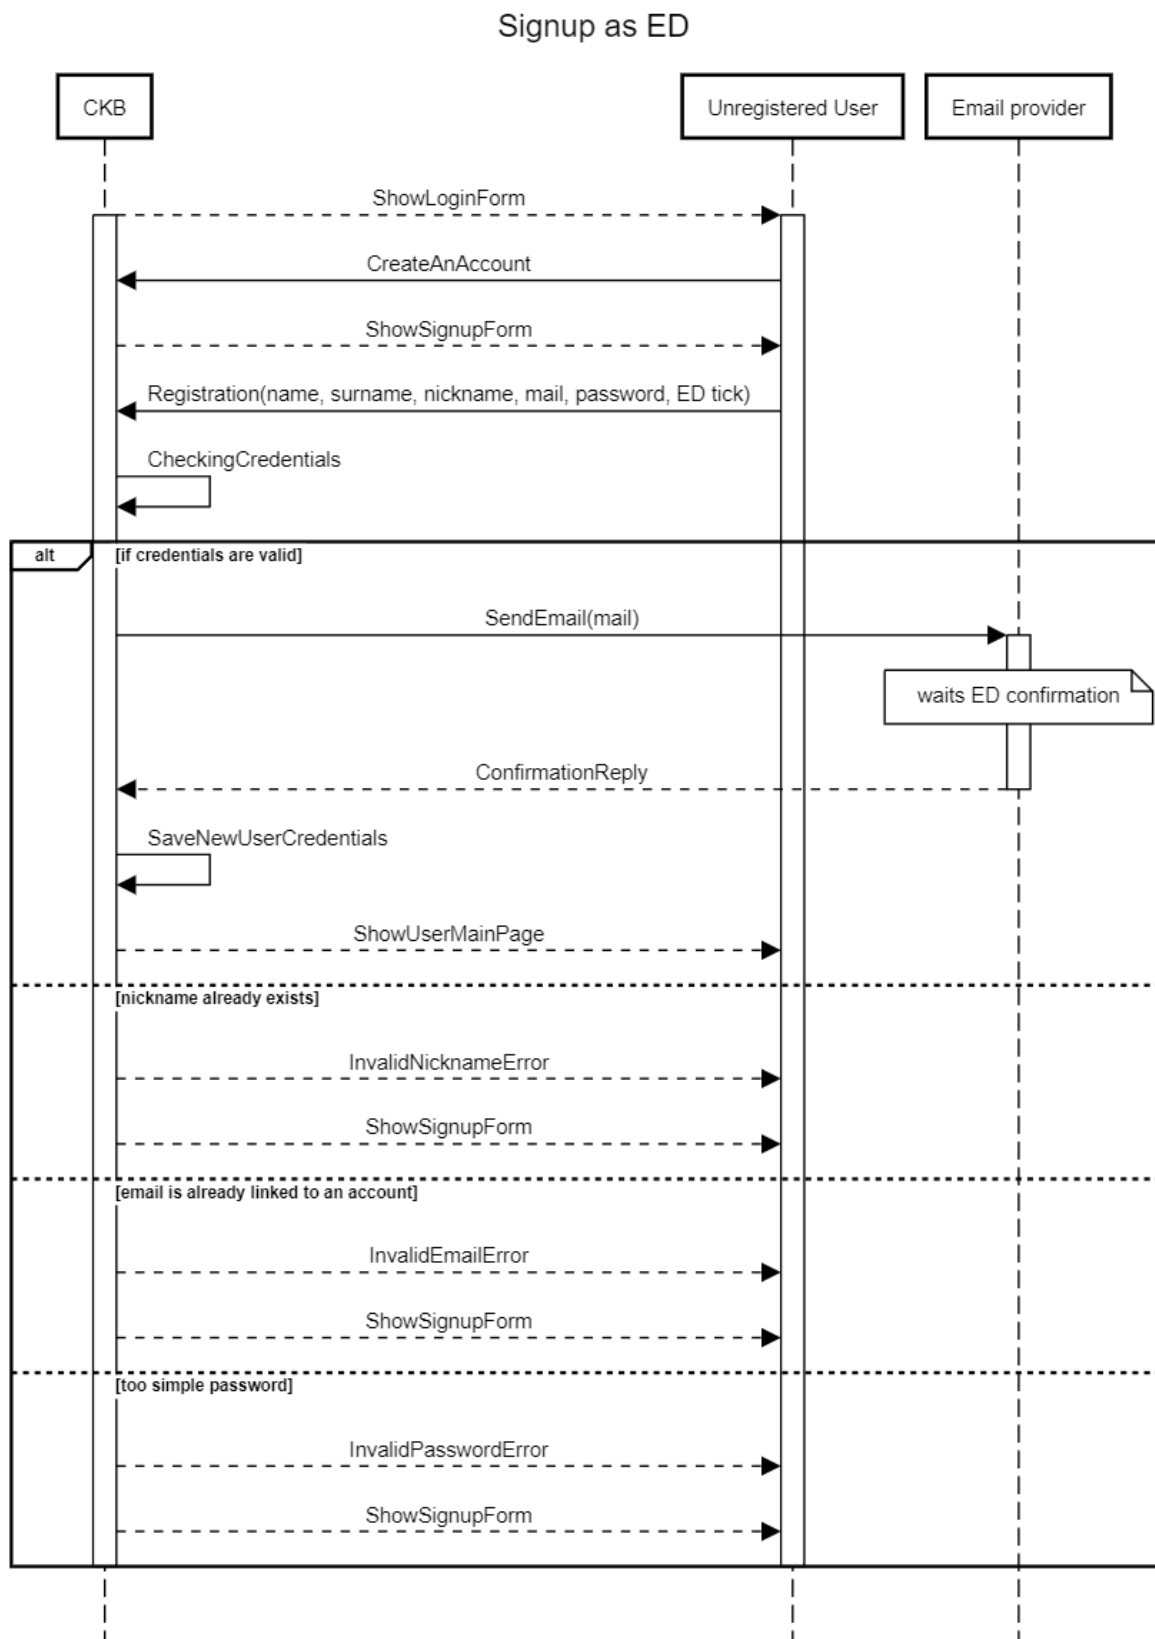 Signup as ED
CKB
Unregistered User
Email provider
ShowLoginForm
CreateAnAccount
ShowSignupForm
Registration(name, surname, nickname, mail, password, ED tick)
CheckingCredentials
alt
[if credentials are valid]
SendEmail(mail)
waits ED confirmation
ConfirmationReply
SaveNewUserCredentials
ShowUserMainPage
[nickname already exists]
InvalidNicknameError
ShowSignupForm
[email is already linked to an account]
InvalidEmailError
ShowSignupForm
[too simple password]
InvalidPasswordError
ShowSignupForm